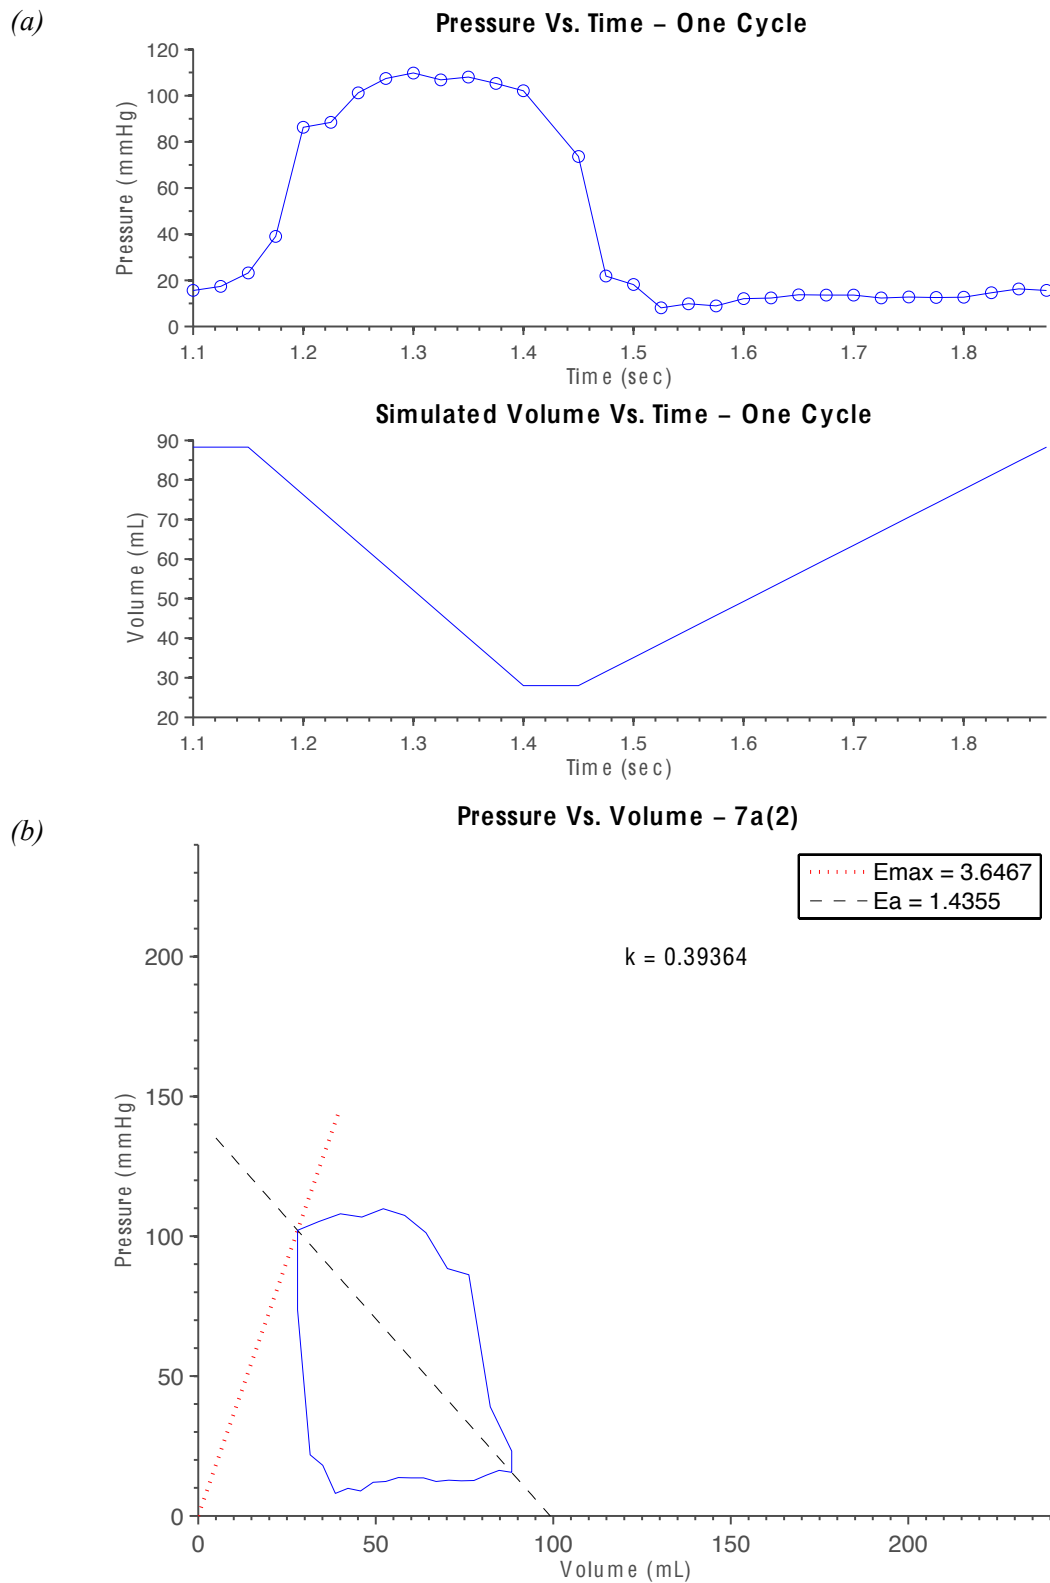 (a)
Pressure Vs. Time – One Cycle
120
100
80
60
40
20
0
Pressure (mmHg)
1.1 1.2 1.3 1.4 1.5 1.6 1.7 1.8
Time (sec)
Simulated Volume Vs. Time – One Cycle
90
80
70
60
50
40
30
20
Volume (mL)
1.1 1.2 1.3 1.4 1.5 1.6 1.7 1.8
Time (sec)
(b)
Pressure Vs. Volume – 7a(2)
Emax = 3.6467
Ea = 1.4355
k = 0.39364
200
150
100
50
0
Pressure (mmHg)
0 50 100 150 200
Volume (mL)